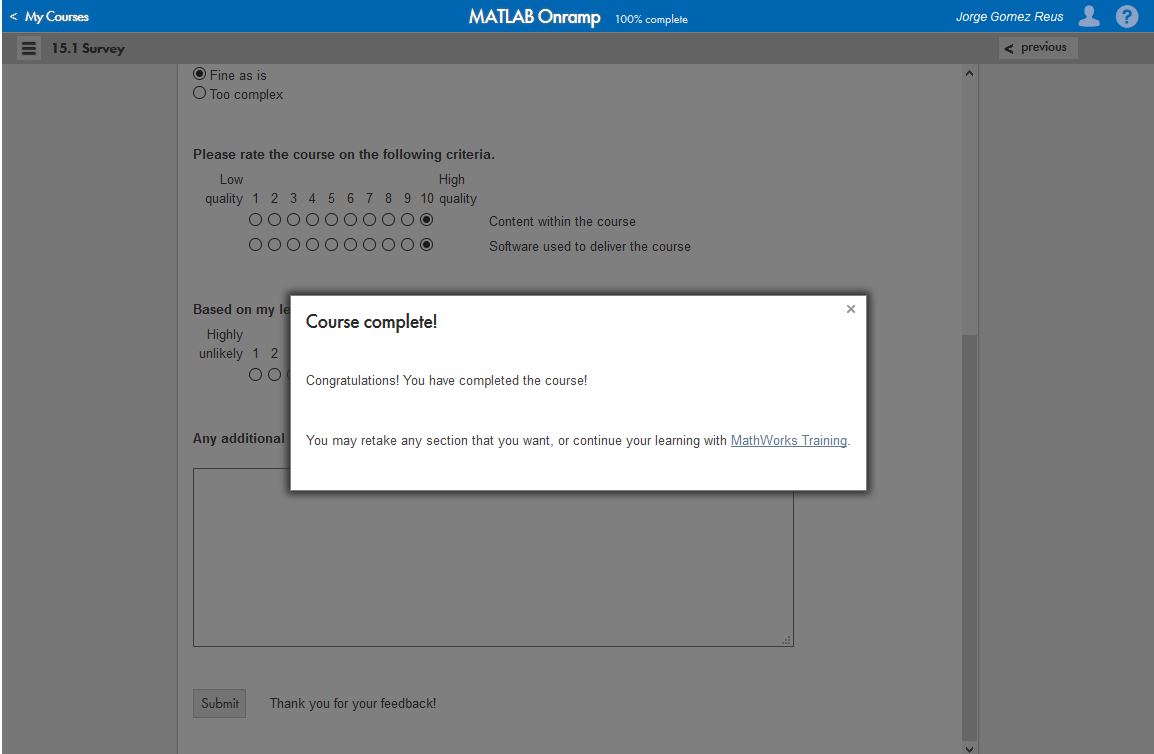 < My Courses
MATLAB Onramp 100% complete
Jorge Gomez Reus
?
15.1 Survey
< previous
Fine as is
Too complex
Please rate the course on the following criteria.
Low High
quality 1 2 3 4 5 6 7 8 9 10 quality
Content within the course
Software used to deliver the course
Based on my le
Highly
unlikely 1 2
Course complete!
×
Congratulations! You have completed the course!
You may retake any section that you want, or continue your learning with MathWorks Training.
Any additional
Submit
Thank you for your feedback!